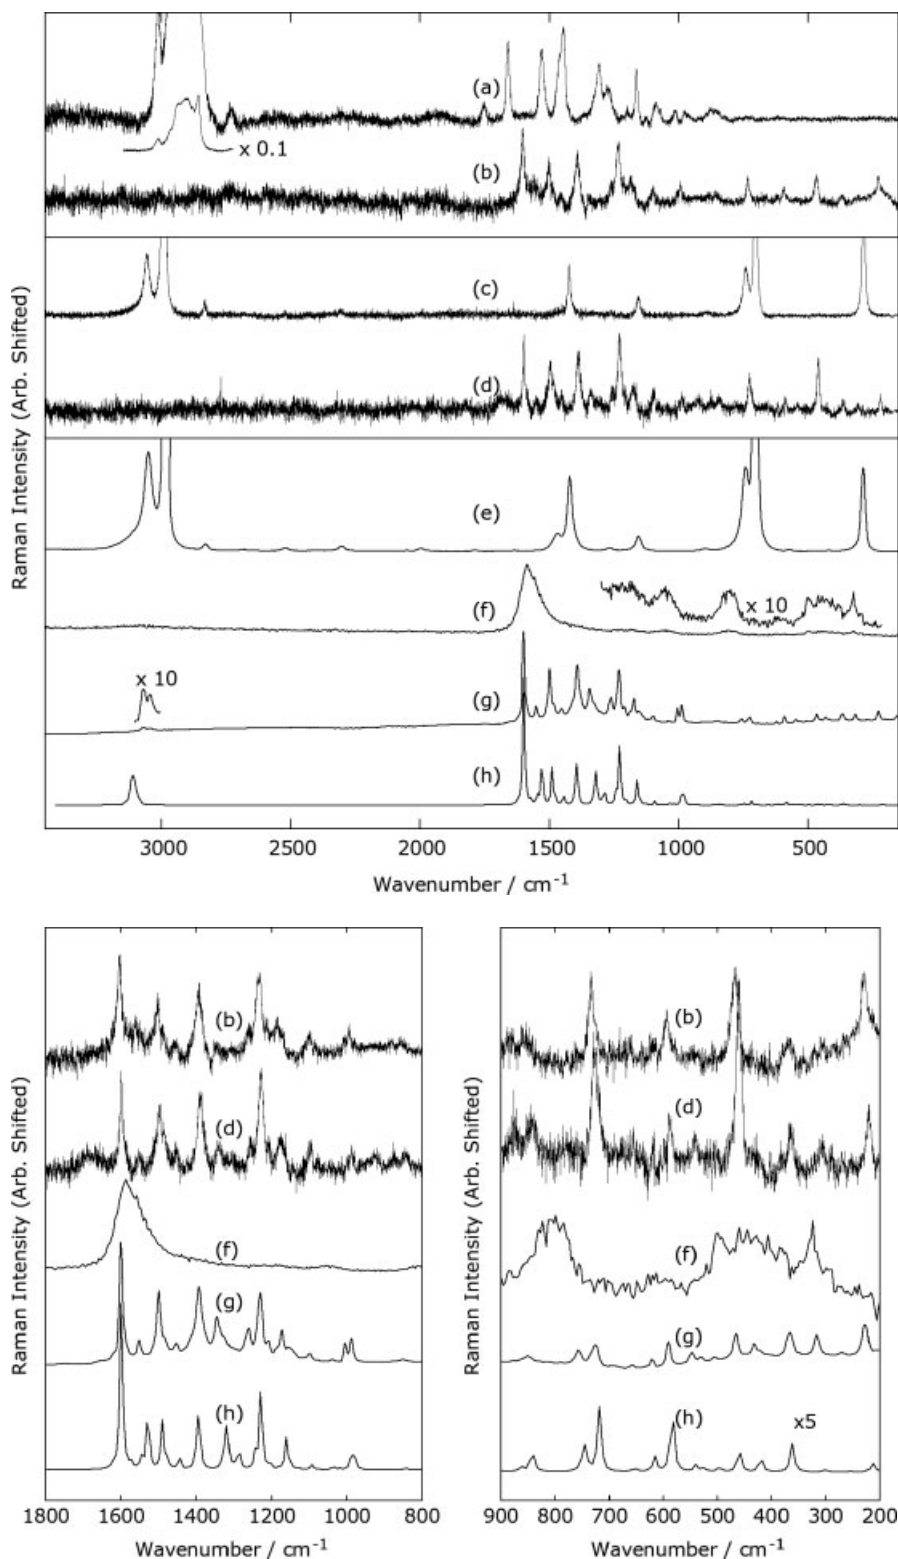 Raman Intensity (Arb. Shifted)
(a)
x 0.1
(b)
(c)
(d)
(e)
(f)
x 10
x 10
(g)
(h)
3000 2500 2000 1500 1000 500
Wavenumber / cm-1
Raman Intensity (Arb. Shifted)
(b)
(d)
(f)
(g)
(h)
1800 1600 1400 1200 1000 800
Wavenumber / cm-1
Raman Intensity (Arb. Shifted)
(b)
(d)
(f)
(g)
(h)
x5
900 800 700 600 500 400 300 200
Wavenumber / cm-1